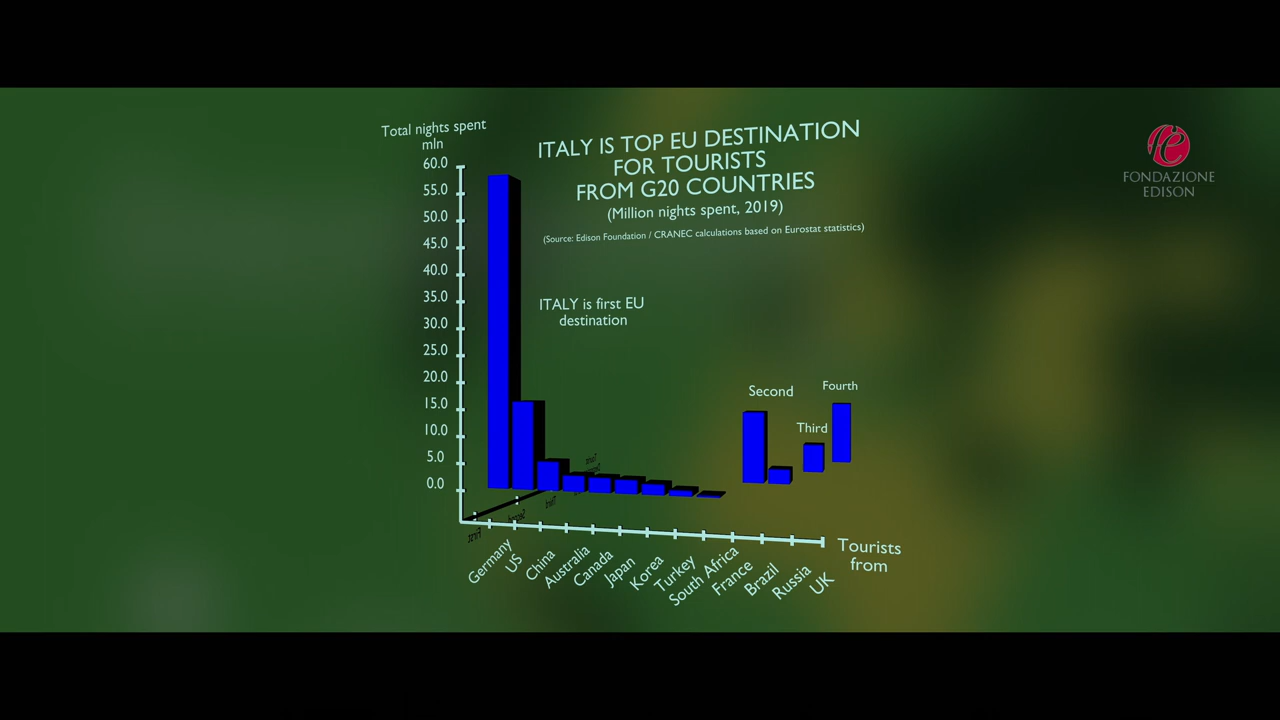 Total nights spent
mln
ITALY IS TOP EU DESTINATION
FOR TOURISTS
FROM G20 COUNTRIES
(Million nights spent, 2019)
(Source: Edison Foundation / CRANEC calculations based on Eurostat statistics)
FONDAZIONE
EDISON
60.0
55.0
50.0
45.0
40.0
35.0
30.0
25.0
20.0
15.0
10.0
5.0
0.0
ITALY is first EU
destination
Second
Third
Fourth
Germany
US
China
Australia
Canada
Japan
Korea
Turkey
South Africa
France
Brazil
Russia
UK
Tourists
from